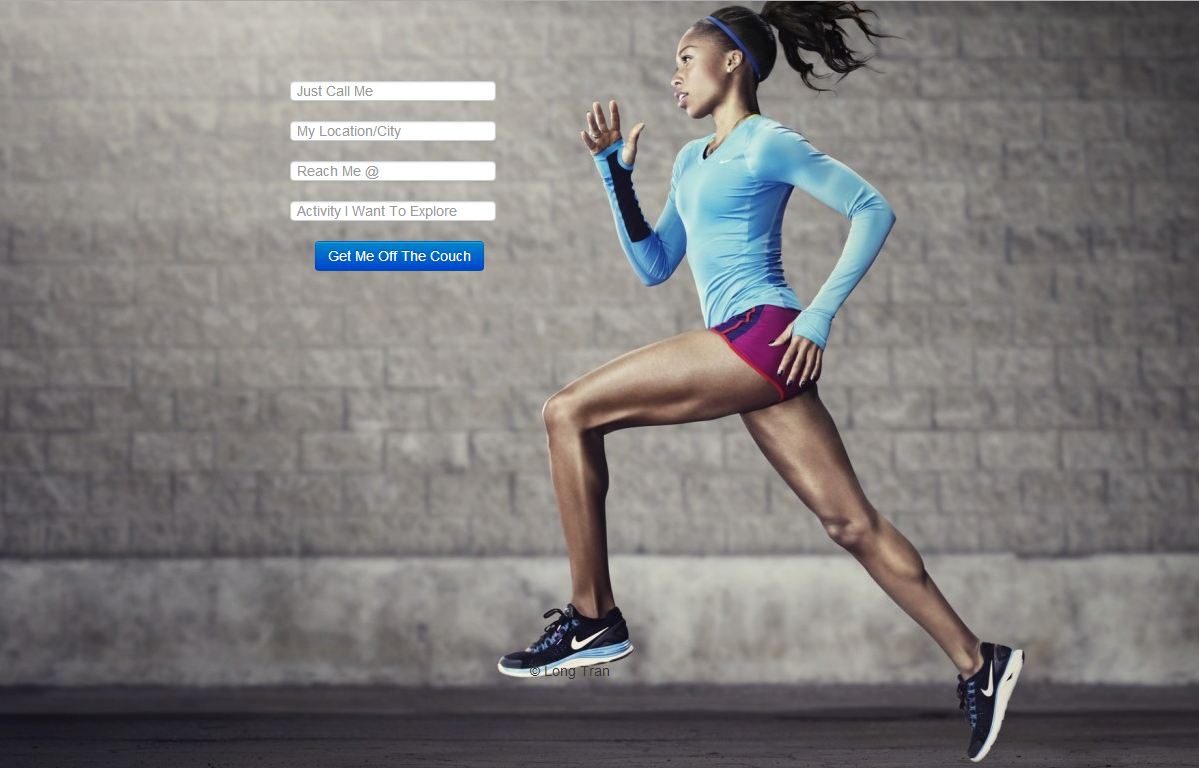 Just Call Me
My Location/City
Reach Me @
Activity I Want To Explore
Get Me Off The Couch
© Long Tran